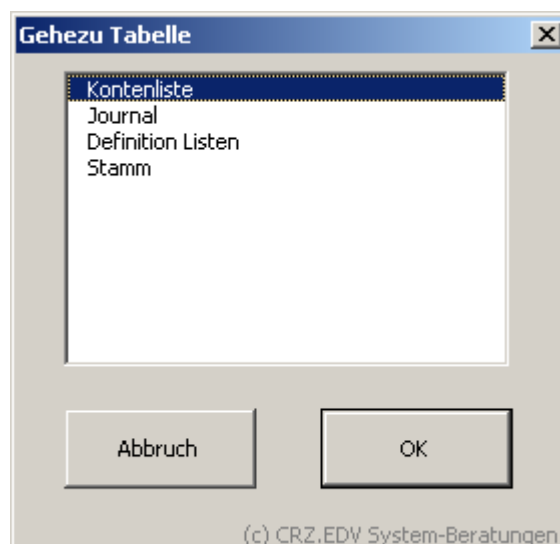 Gehezu Tabelle
Kontenliste
Journal
Definition Listen
Stamm
Abbruch OK
(c) CRZ.EDV System-Beratungen